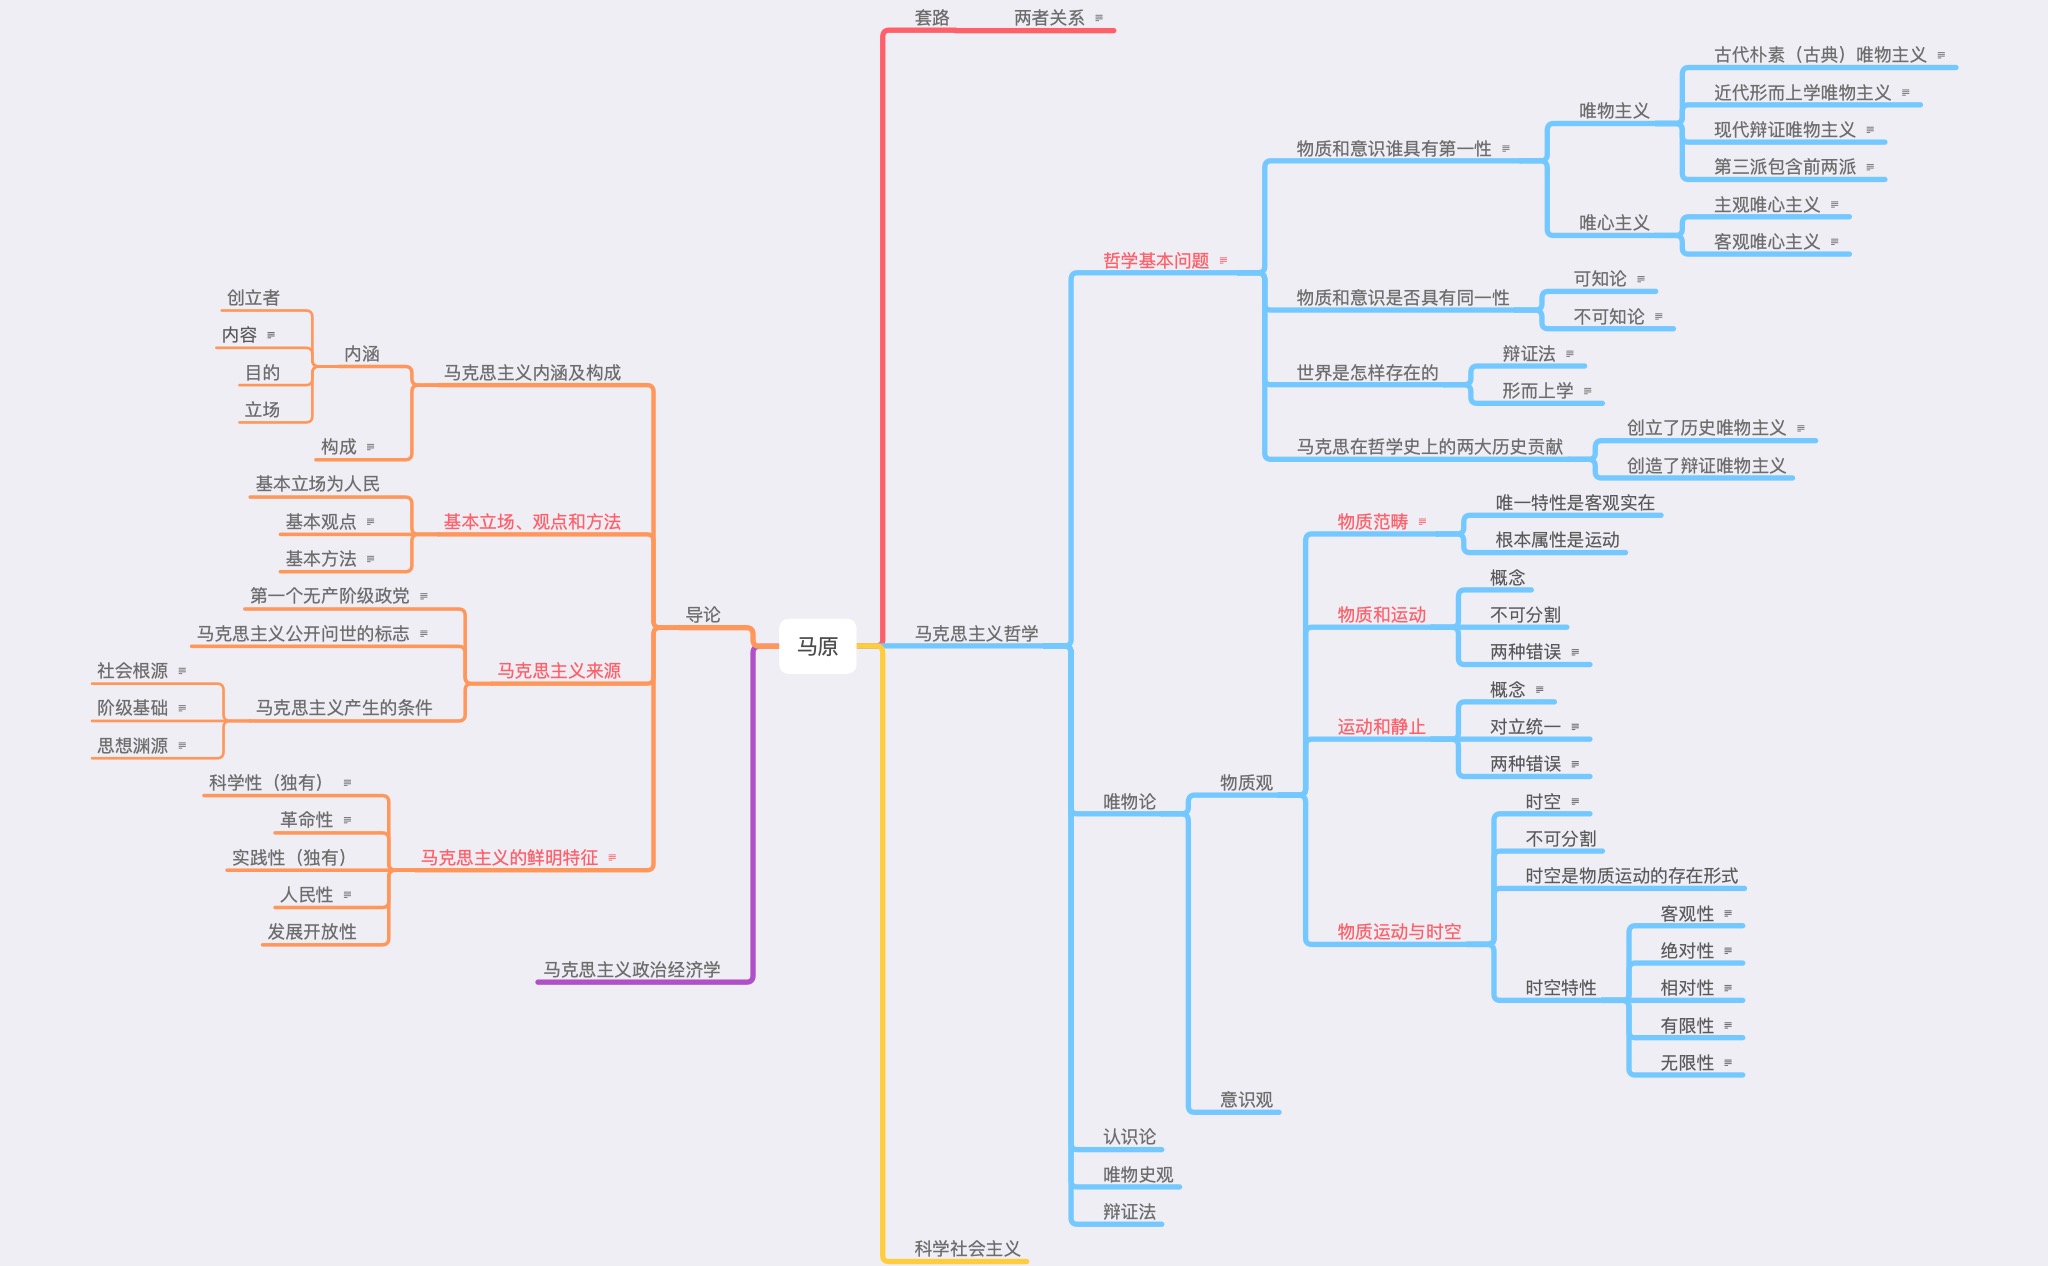 马原
套路
两者关系
马克思主义哲学
哲学基本问题
物质和意识谁具有第一性
唯物主义
古代朴素（古典）唯物主义
近代形而上学唯物主义
现代辩证唯物主义
第三派包含前两派
唯心主义
主观唯心主义
客观唯心主义
物质和意识是否具有同一性
可知论
不可知论
世界是怎样存在的
辩证法
形而上学
马克思在哲学史上的两大历史贡献
创立了历史唯物主义
创造了辩证唯物主义
唯物论
物质观
物质范畴
唯一特性是客观实在
根本属性是运动
物质和运动
概念
不可分割
两种错误
运动和静止
概念
对立统一
两种错误
物质运动与时空
时空
不可分割
时空是物质运动的存在形式
时空特性
客观性
绝对性
相对性
有限性
无限性
意识观
认识论
唯物史观
辩证法
科学社会主义
导论
马克思主义内涵及构成
内涵
创立者
内容
目的
立场
构成
基本立场、观点和方法
基本立场为人民
基本观点
基本方法
马克思主义来源
第一个无产阶级政党
马克思主义公开问世的标志
马克思主义产生的条件
社会根源
阶级基础
思想渊源
马克思主义的鲜明特征
科学性（独有）
革命性
实践性（独有）
人民性
发展开放性
马克思主义政治经济学